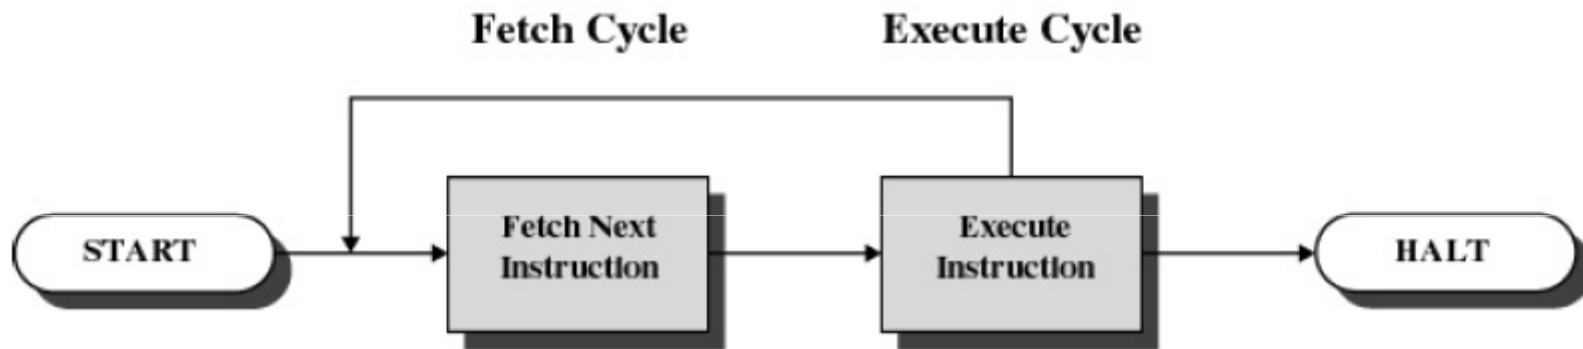 Fetch Cycle
Execute Cycle
START
Fetch Next
Instruction
Execute
Instruction
HALT